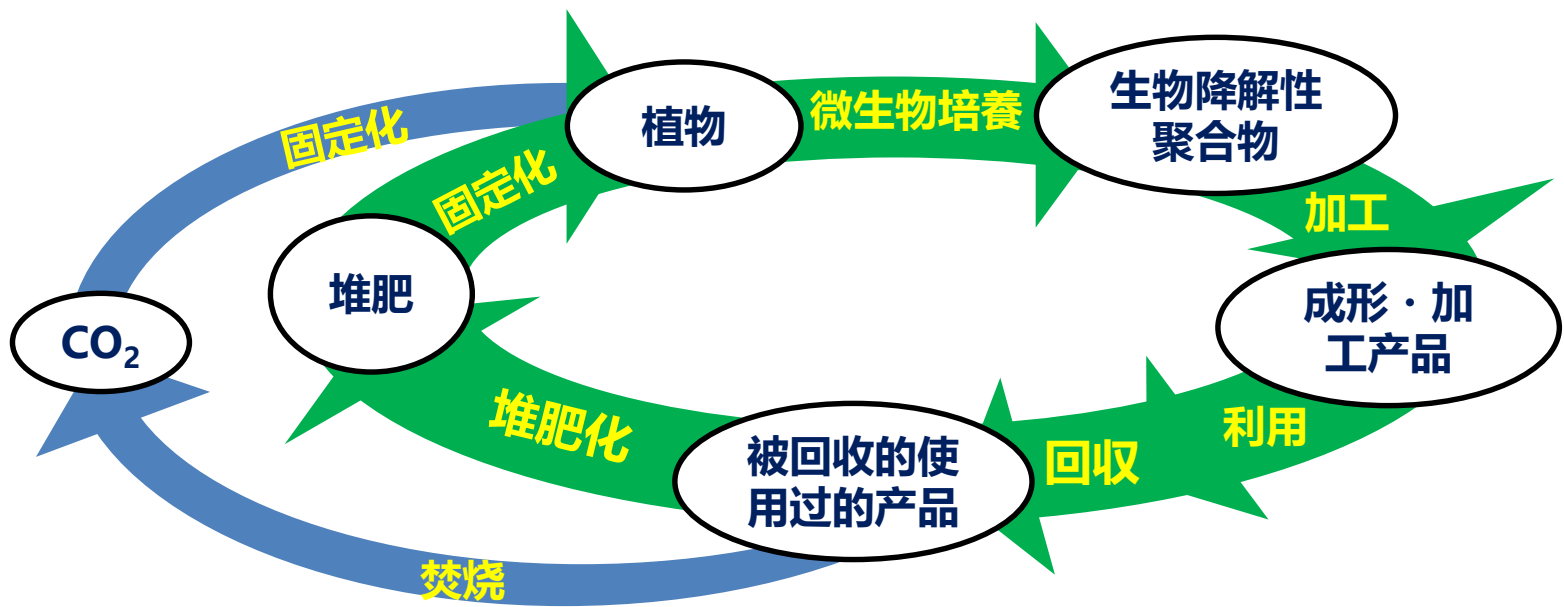 固定化
植物
微生物培養
生物降解性
聚合物
固定化
加工
堆肥
成形·加
工产品
CO₂
堆肥化
利用
回収
被回收的使
用过的产品
焚烧